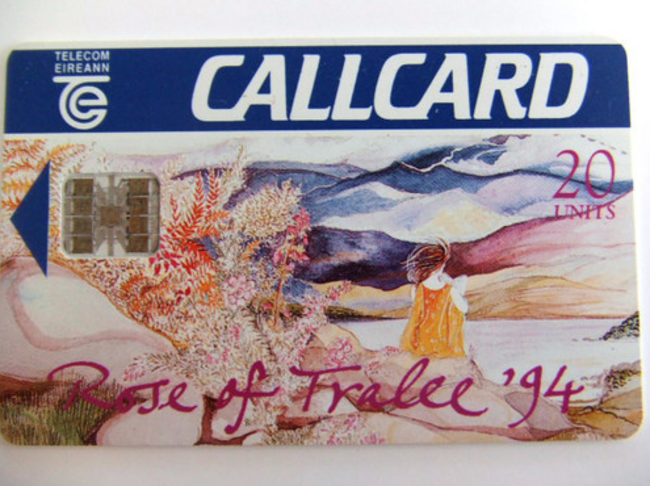 TELECOM
EIREANN
CALLCARD
20
UNITS
Rose of Tralee '94